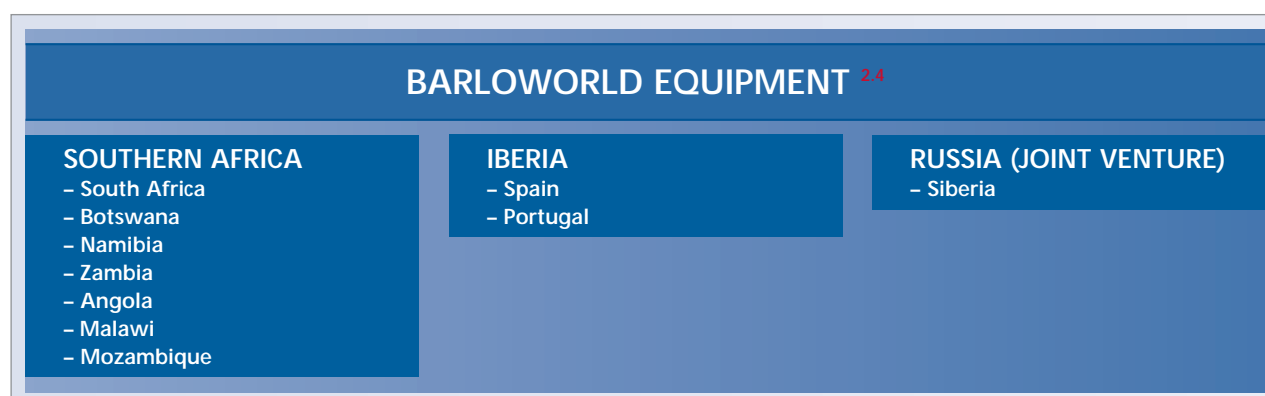 BARLOWORLD EQUIPMENT 2.4
SOUTHERN AFRICA
– South Africa
– Botswana
– Namibia
– Zambia
– Angola
– Malawi
– Mozambique
IBERIA
– Spain
– Portugal
RUSSIA (JOINT VENTURE)
– Siberia